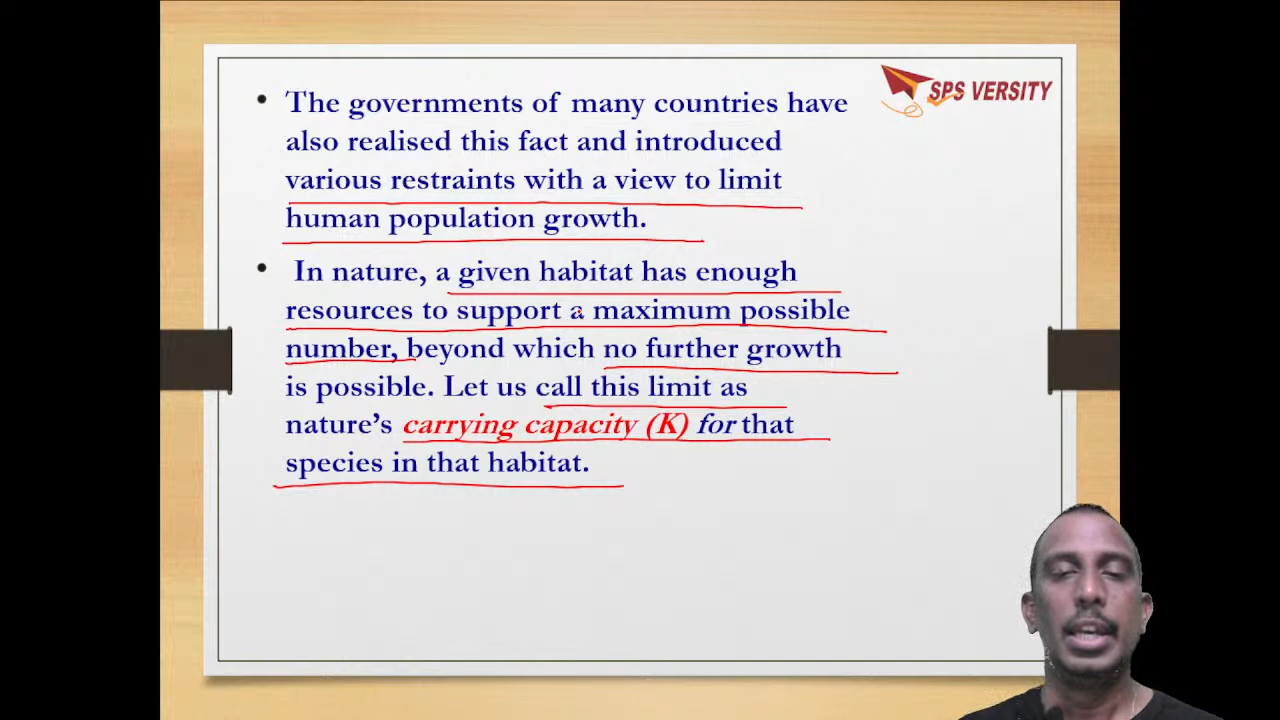 SPS VERSITY
• The governments of many countries have
also realised this fact and introduced
various restraints with a view to limit
human population growth.
• In nature, a given habitat has enough
resources to support a maximum possible
number, beyond which no further growth
is possible. Let us call this limit as
nature's carrying capacity (K) for that
species in that habitat.